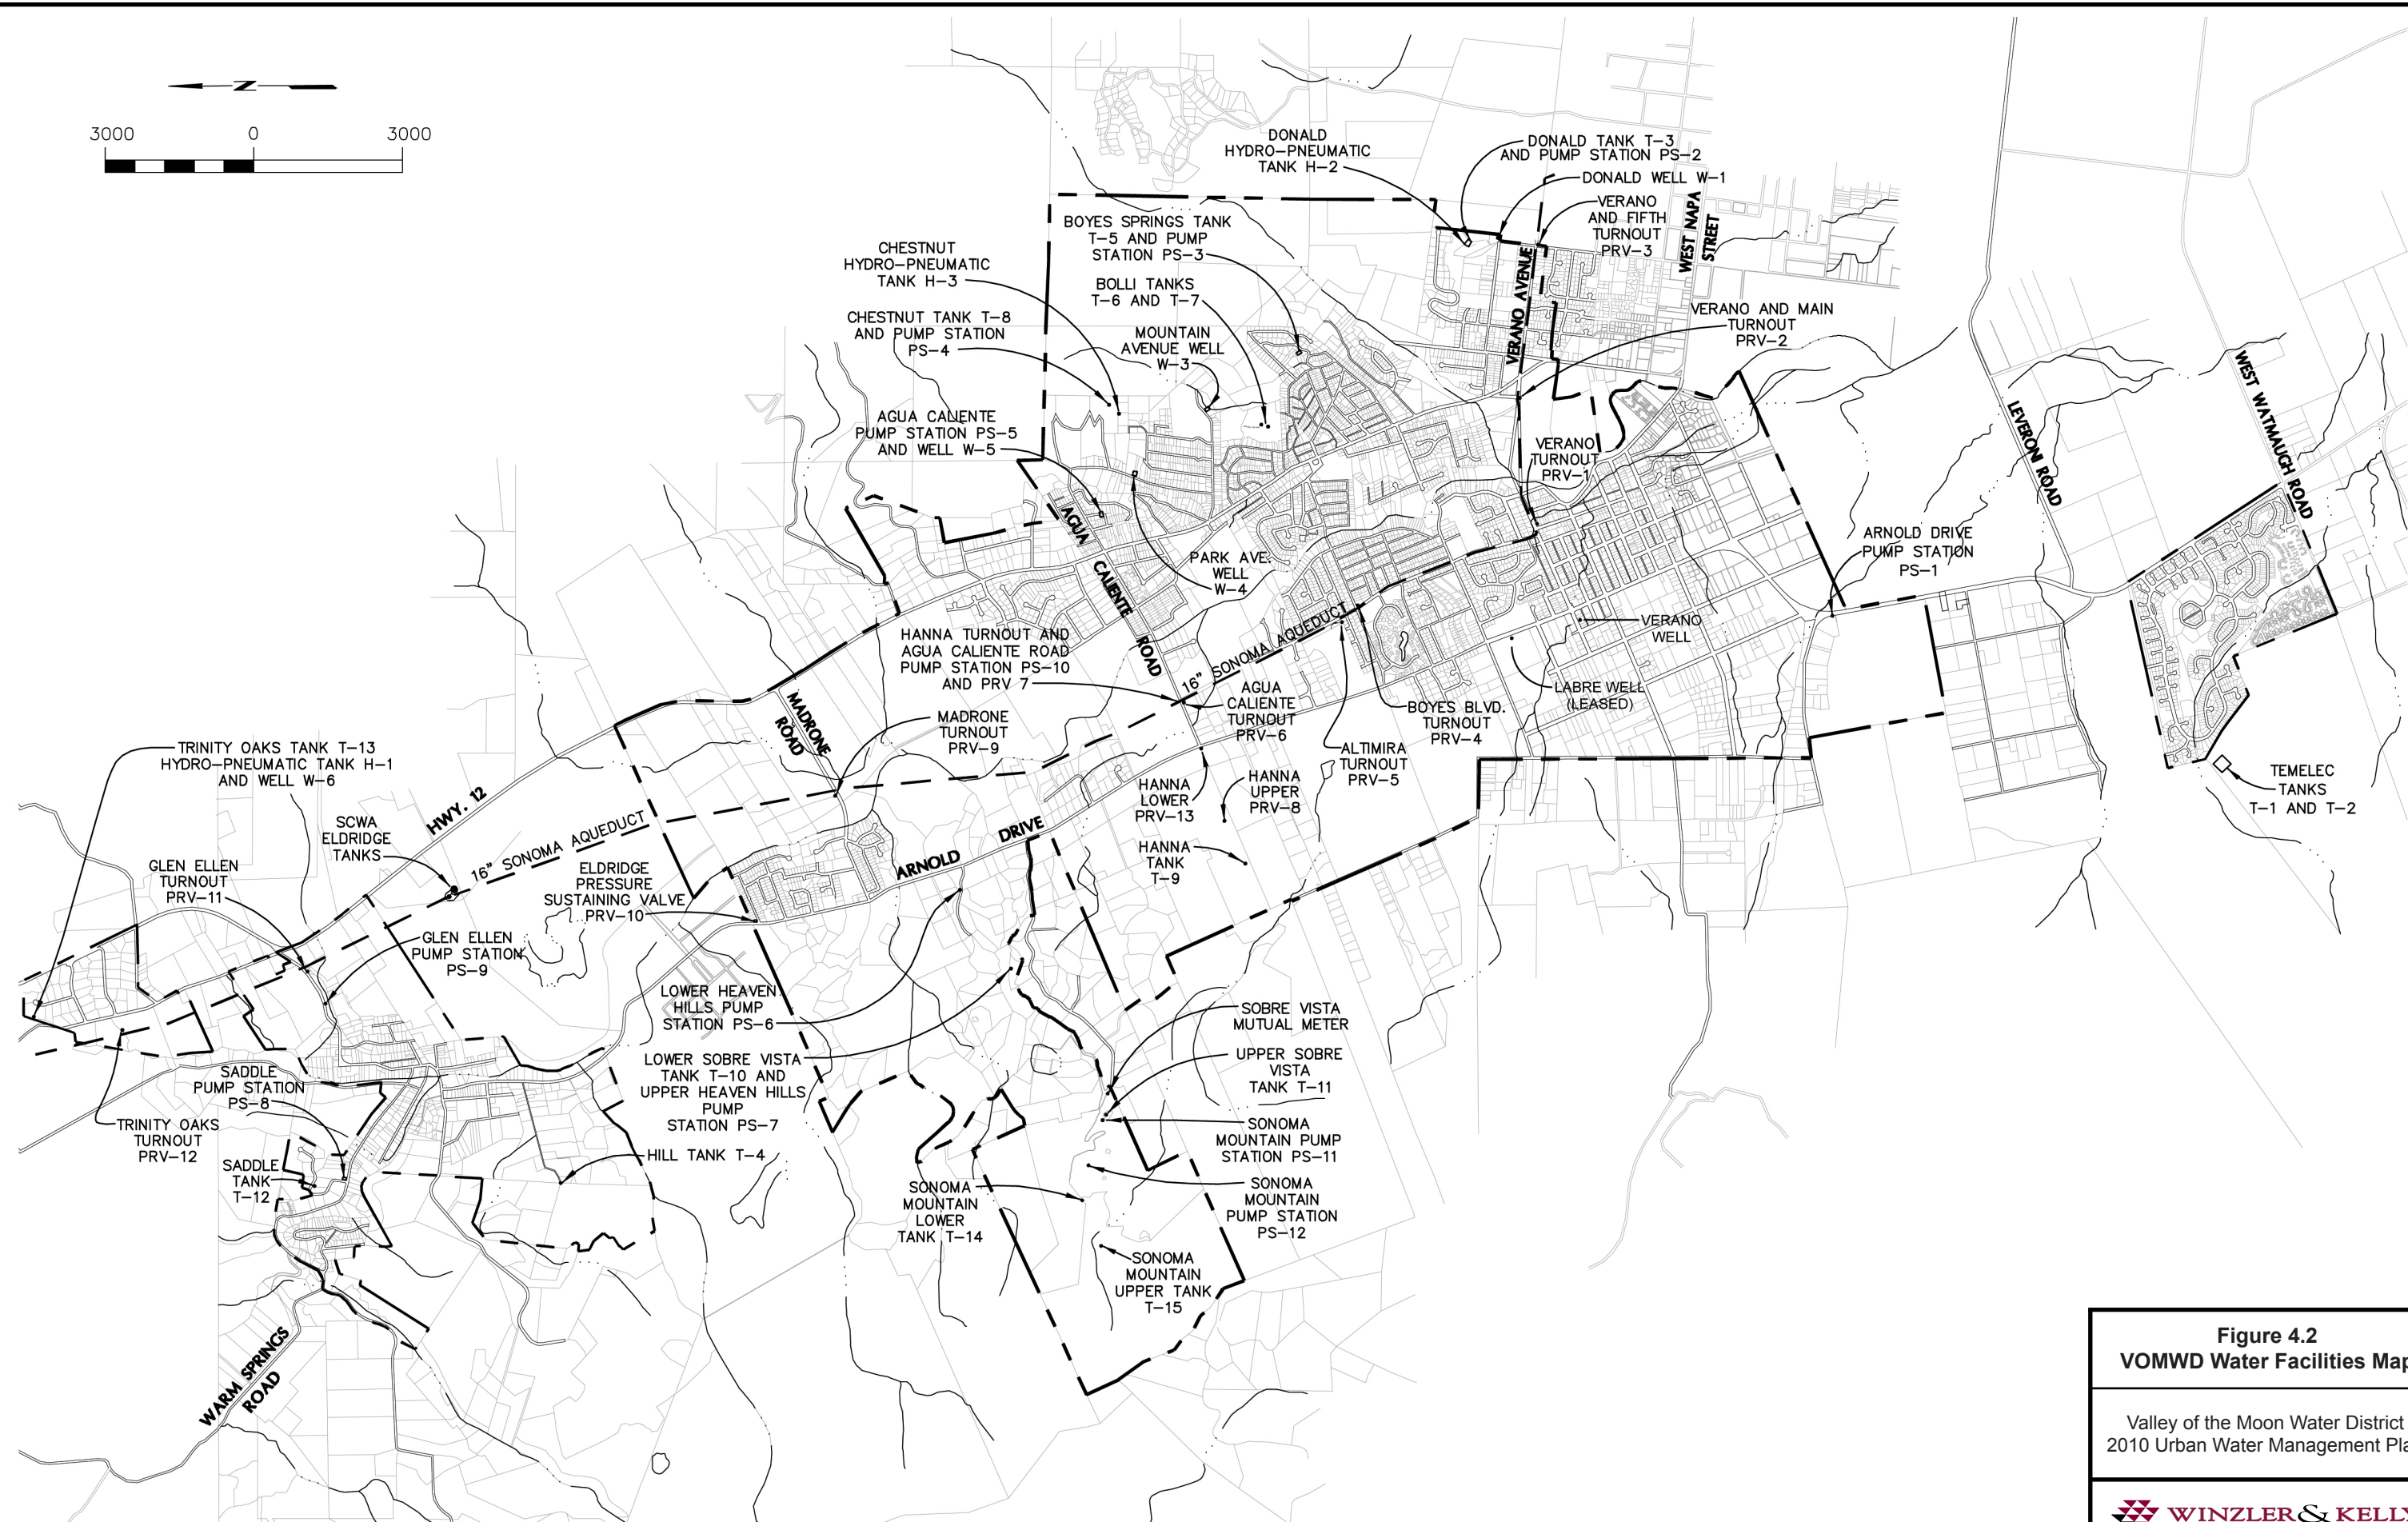 N
3000 0 3000
DONALD
HYDRO-PNEUMATIC
TANK H-2
DONALD TANK T-3
AND PUMP STATION PS-2
DONALD WELL W-1
VERANO
AND FIFTH
TURNOUT
PRV-3
WEST NAPA
STREET
VERANO AVENUE
BOYES SPRINGS TANK
T-5 AND PUMP
STATION PS-3
CHESTNUT
HYDRO-PNEUMATIC
TANK H-3
BOLLI TANKS
T-6 AND T-7
CHESTNUT TANK T-8
AND PUMP STATION
PS-4
MOUNTAIN
AVENUE WELL
W-3
VERANO AND MAIN
TURNOUT
PRV-2
AGUA CALIENTE
PUMP STATION PS-5
AND WELL W-5
VERANO
TURNOUT
PRV-1
LEVERONI ROAD
WEST WATMAUGH ROAD
AGUA
CALIENTE
ROAD
PARK AVE.
WELL
W-4
ARNOLD DRIVE
PUMP STATION
PS-1
HANNA TURNOUT AND
AGUA CALIENTE ROAD
PUMP STATION PS-10
AND PRV 7
16" SONOMA AQUEDUCT
VERANO
WELL
LABRE WELL
(LEASED)
AGUA
CALIENTE
TURNOUT
PRV-6
BOYES BLVD.
TURNOUT
PRV-4
MADRONE
ROAD
MADRONE
TURNOUT
PRV-9
ALTIMIRA
TURNOUT
PRV-5
TRINITY OAKS TANK T-13
HYDRO-PNEUMATIC TANK H-1
AND WELL W-6
HANNA
LOWER
PRV-13
HANNA
UPPER
PRV-8
TEMELEC
TANKS
T-1 AND T-2
HWY. 12
SCWA
ELDRIDGE
TANKS
16" SONOMA AQUEDUCT
ARNOLD
DRIVE
HANNA
TANK
T-9
GLEN ELLEN
TURNOUT
PRV-11
ELDRIDGE
PRESSURE
SUSTAINING VALVE
PRV-10
GLEN ELLEN
PUMP STATION
PS-9
LOWER HEAVEN
HILLS PUMP
STATION PS-6
SOBRE VISTA
MUTUAL METER
LOWER SOBRE VISTA
TANK T-10 AND
UPPER HEAVEN HILLS
PUMP
STATION PS-7
UPPER SOBRE
VISTA
TANK T-11
SADDLE
PUMP STATION
PS-8
TRINITY OAKS
TURNOUT
PRV-12
SONOMA
MOUNTAIN PUMP
STATION PS-11
HILL TANK T-4
SADDLE
TANK
T-12
SONOMA
MOUNTAIN
LOWER
TANK T-14
SONOMA
MOUNTAIN
PUMP STATION
PS-12
SONOMA
MOUNTAIN
UPPER TANK
T-15
WARM SPRINGS
ROAD
Figure 4.2
VOMWD Water Facilities Map
Valley of the Moon Water District
2010 Urban Water Management Pla
WINZLER & KELLY